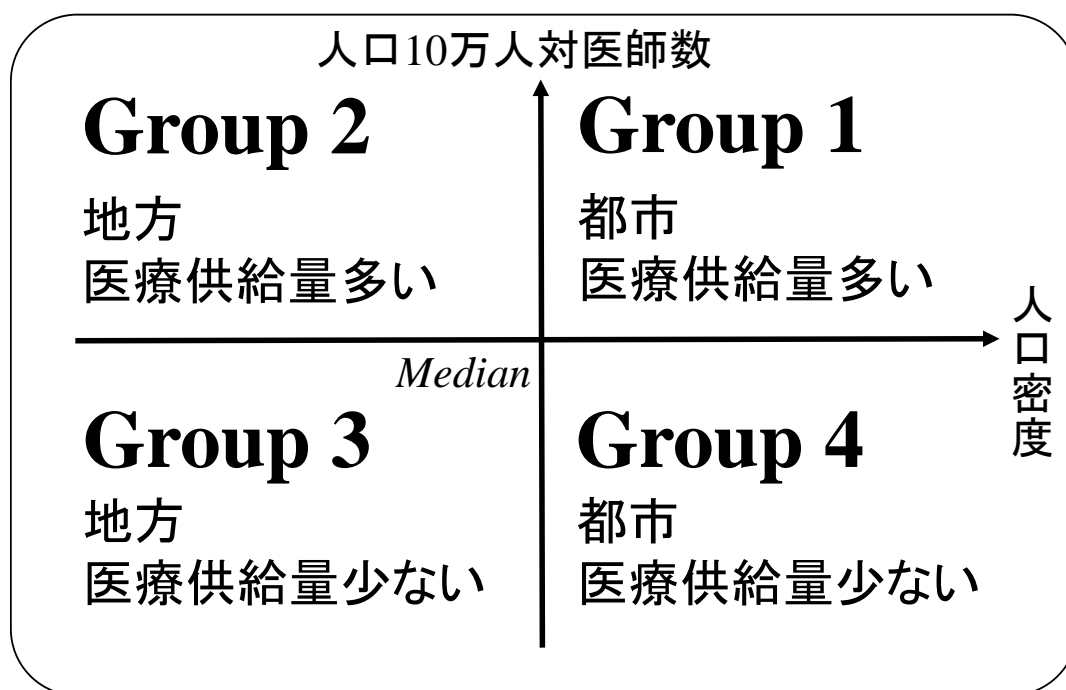 人口10万人対医師数
Group 2
地方
医療供給量多い
Group 1
都市
医療供給量多い
人口密度
Median
Group 3
地方
医療供給量少ない
Group 4
都市
医療供給量少ない